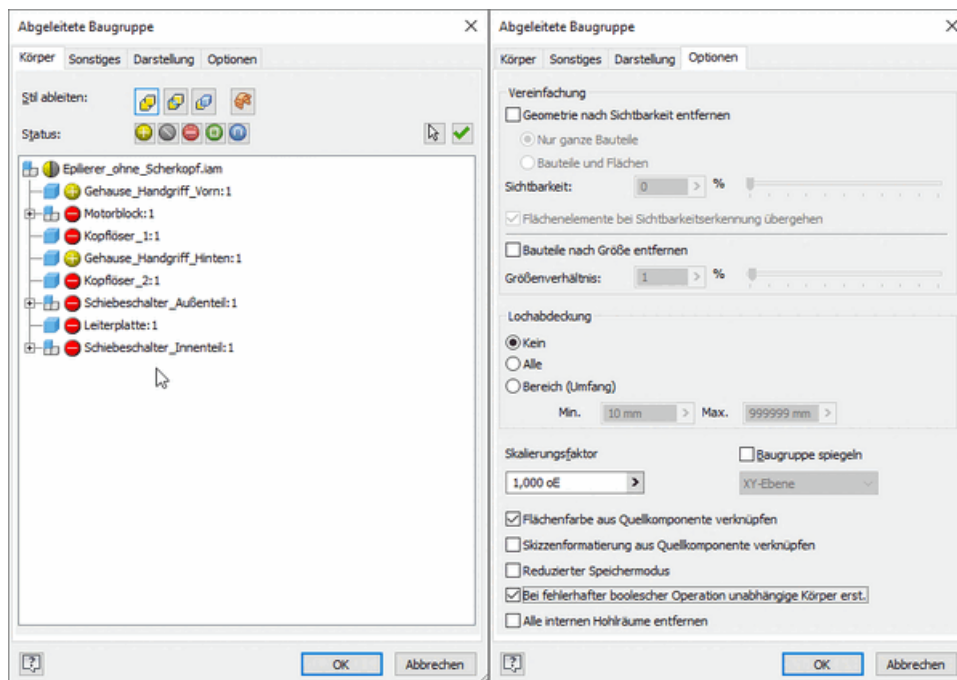 Abgeleitete Baugruppe
Körper Sonstiges Darstellung Optionen
Stil ableiten:
Status:
Epilierer_ohne_Scherkopf.iam
Gehause_Handgriff_Vorn:1
Motorblock:1
Kopflöser_1:1
Gehause_Handgriff_Hinten:1
Kopflöser_2:1
Schiebeschalter_Außenteil:1
Leiterplatte:1
Schiebeschalter_Innenteil:1
OK Abbrechen
Abgeleitete Baugruppe
Körper Sonstiges Darstellung Optionen
Vereinfachung
Geometrie nach Sichtbarkeit entfernen
Nur ganze Bauteile
Bauteile und Flächen
Sichtbarkeit: 0 > %
Flächenelemente bei Sichtbarkeitserkennung übergehen
Bauteile nach Größe entfernen
Größenverhältnis: 1 > %
Lochabdeckung
Kein
Alle
Bereich (Umfang)
Min. 10 mm > Max. 999999 mm >
Skalierungsfaktor Baugruppe spiegeln
1,000 oE > XY-Ebene
Flächenfarbe aus Quellkomponente verknüpfen
Skizzenformatierung aus Quellkomponente verknüpfen
Reduzierter Speichermodus
Bei fehlerhafter boolescher Operation unabhängige Körper erst.
Alle internen Hohlräume entfernen
? OK Abbrechen